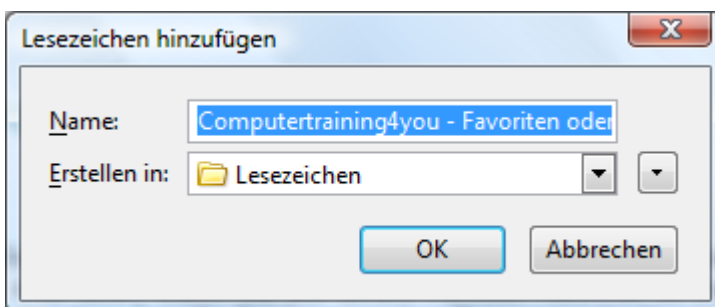 Lesezeichen hinzufügen
Name: Computertraining4you - Favoriten oder
Erstellen in: Lesezeichen
OK Abbrechen